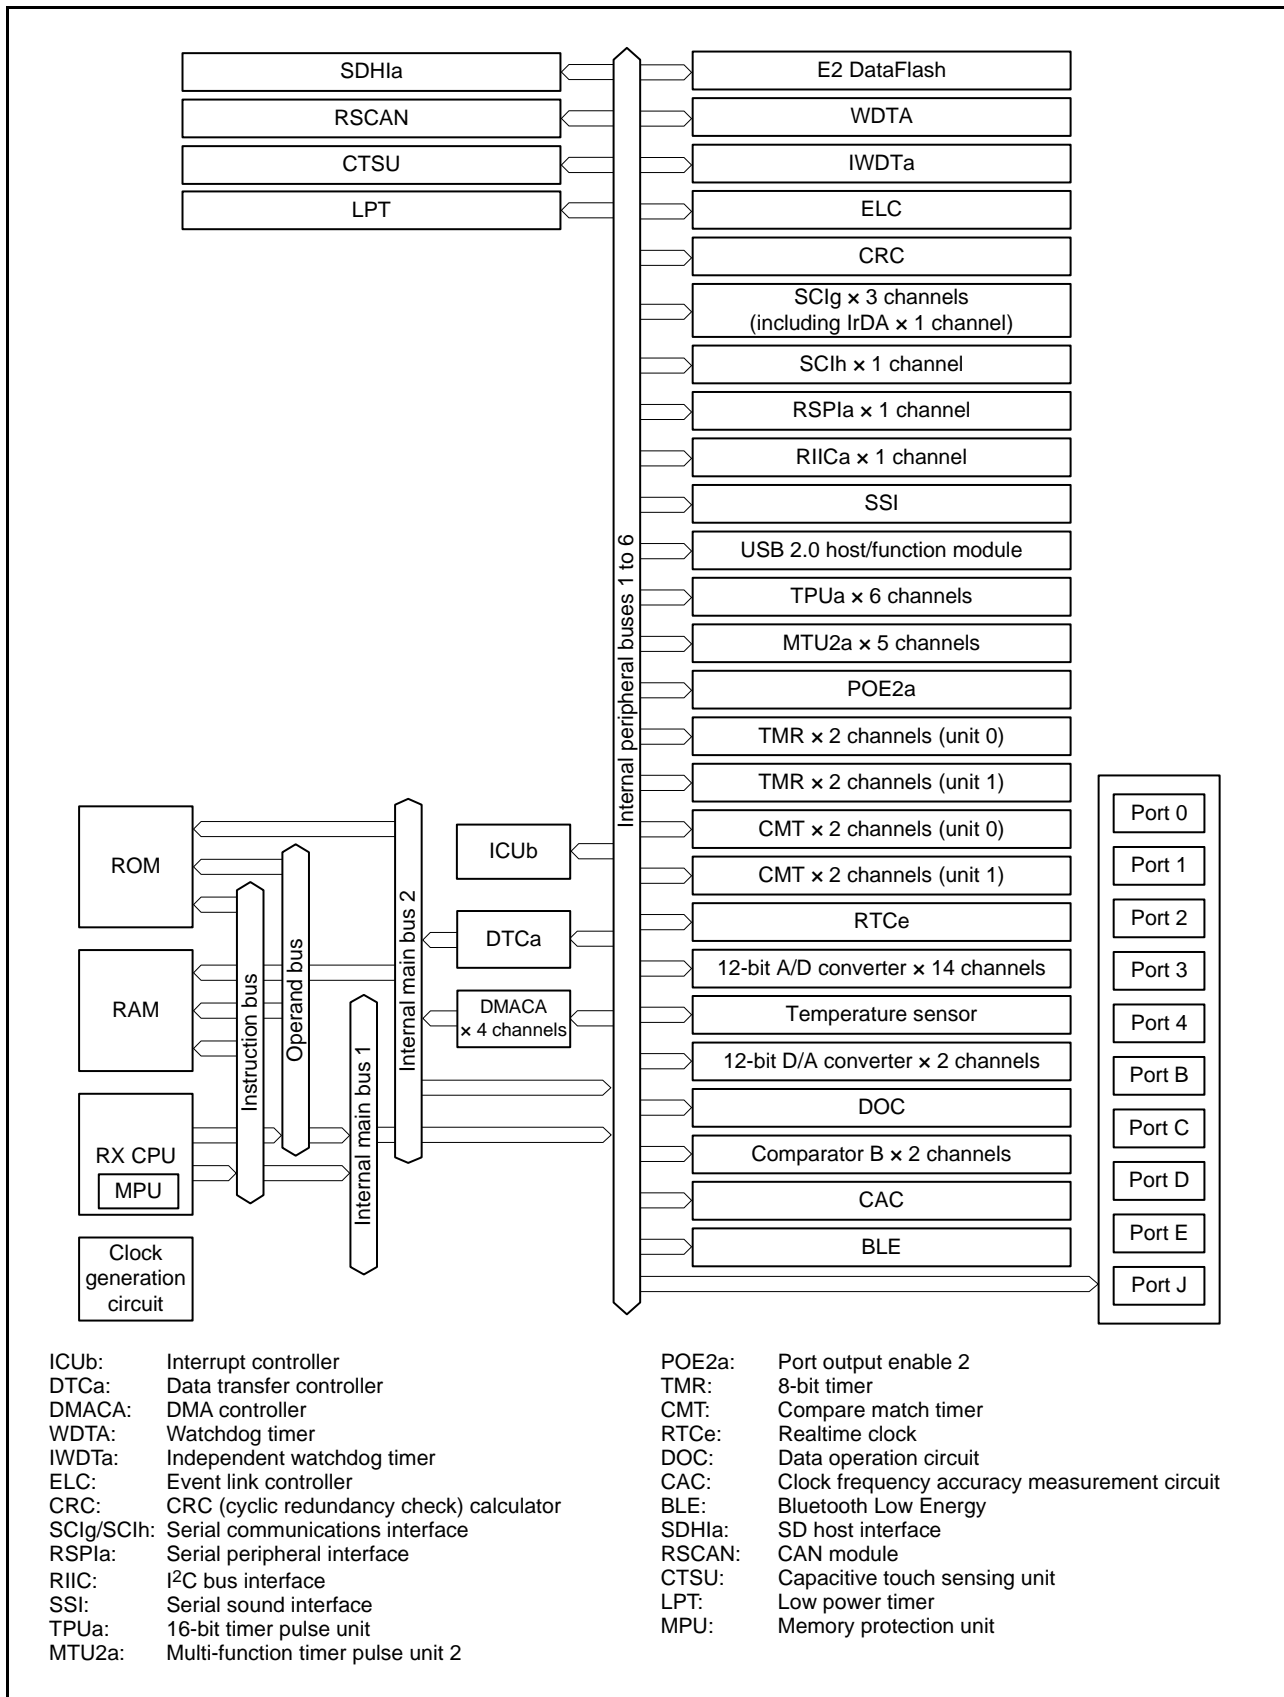 SDHIa
RSCAN
CTSU
LPT
Internal peripheral buses 1 to 6
E2 DataFlash
WDTA
IWDTa
ELC
CRC
SCIg × 3 channels
(including IrDA × 1 channel)
SCIh × 1 channel
RSPIa × 1 channel
RIICa × 1 channel
SSI
USB 2.0 host/function module
TPUa × 6 channels
MTU2a × 5 channels
POE2a
TMR × 2 channels (unit 0)
TMR × 2 channels (unit 1)
CMT × 2 channels (unit 0)
CMT × 2 channels (unit 1)
RTCe
12-bit A/D converter × 14 channels
Temperature sensor
12-bit D/A converter × 2 channels
DOC
Comparator B × 2 channels
CAC
BLE
Port 0
Port 1
Port 2
Port 3
Port 4
Port B
Port C
Port D
Port E
Port J
ROM
RAM
RX CPU
MPU
Clock
generation
circuit
Instruction bus
Operand bus
Internal main bus 1
Internal main bus 2
ICUb
DTCa
DMACA
× 4 channels
ICUb: Interrupt controller
DTCa: Data transfer controller
DMACA: DMA controller
WDTA: Watchdog timer
IWDTa: Independent watchdog timer
ELC: Event link controller
CRC: CRC (cyclic redundancy check) calculator
SCIg/SCIh: Serial communications interface
RSPIa: Serial peripheral interface
RIIC: I²C bus interface
SSI: Serial sound interface
TPUa: 16-bit timer pulse unit
MTU2a: Multi-function timer pulse unit 2
POE2a: Port output enable 2
TMR: 8-bit timer
CMT: Compare match timer
RTCe: Realtime clock
DOC: Data operation circuit
CAC: Clock frequency accuracy measurement circuit
BLE: Bluetooth Low Energy
SDHIa: SD host interface
RSCAN: CAN module
CTSU: Capacitive touch sensing unit
LPT: Low power timer
MPU: Memory protection unit